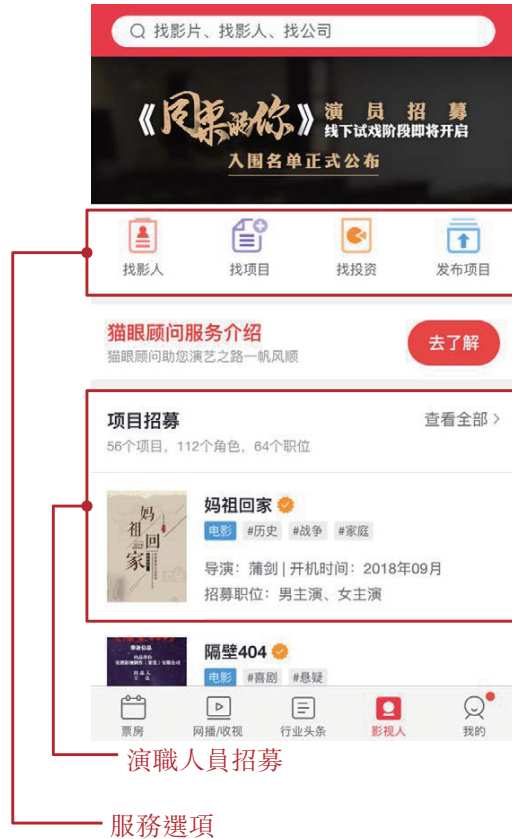 找影片、找影人、找公司
《同桌的你》演员招募
线下试戏阶段即将开启
入围名单正式公布
找影人 找项目 找投资 发布项目
猫眼顾问服务介绍
猫眼顾问助您演艺之路一帆风顺
去了解
项目招募 查看全部 >
56个项目，112个角色，64个职位
妈祖回家
妈祖回家
电影 #历史 #战争 #家庭
导演：蒲剑 | 开机时间：2018年09月
招募职位：男主演、女主演
隔壁404
电影 #喜剧 #悬疑
票房 网播/收视 行业头条 影视人 我的
演職人員招募
服務選項